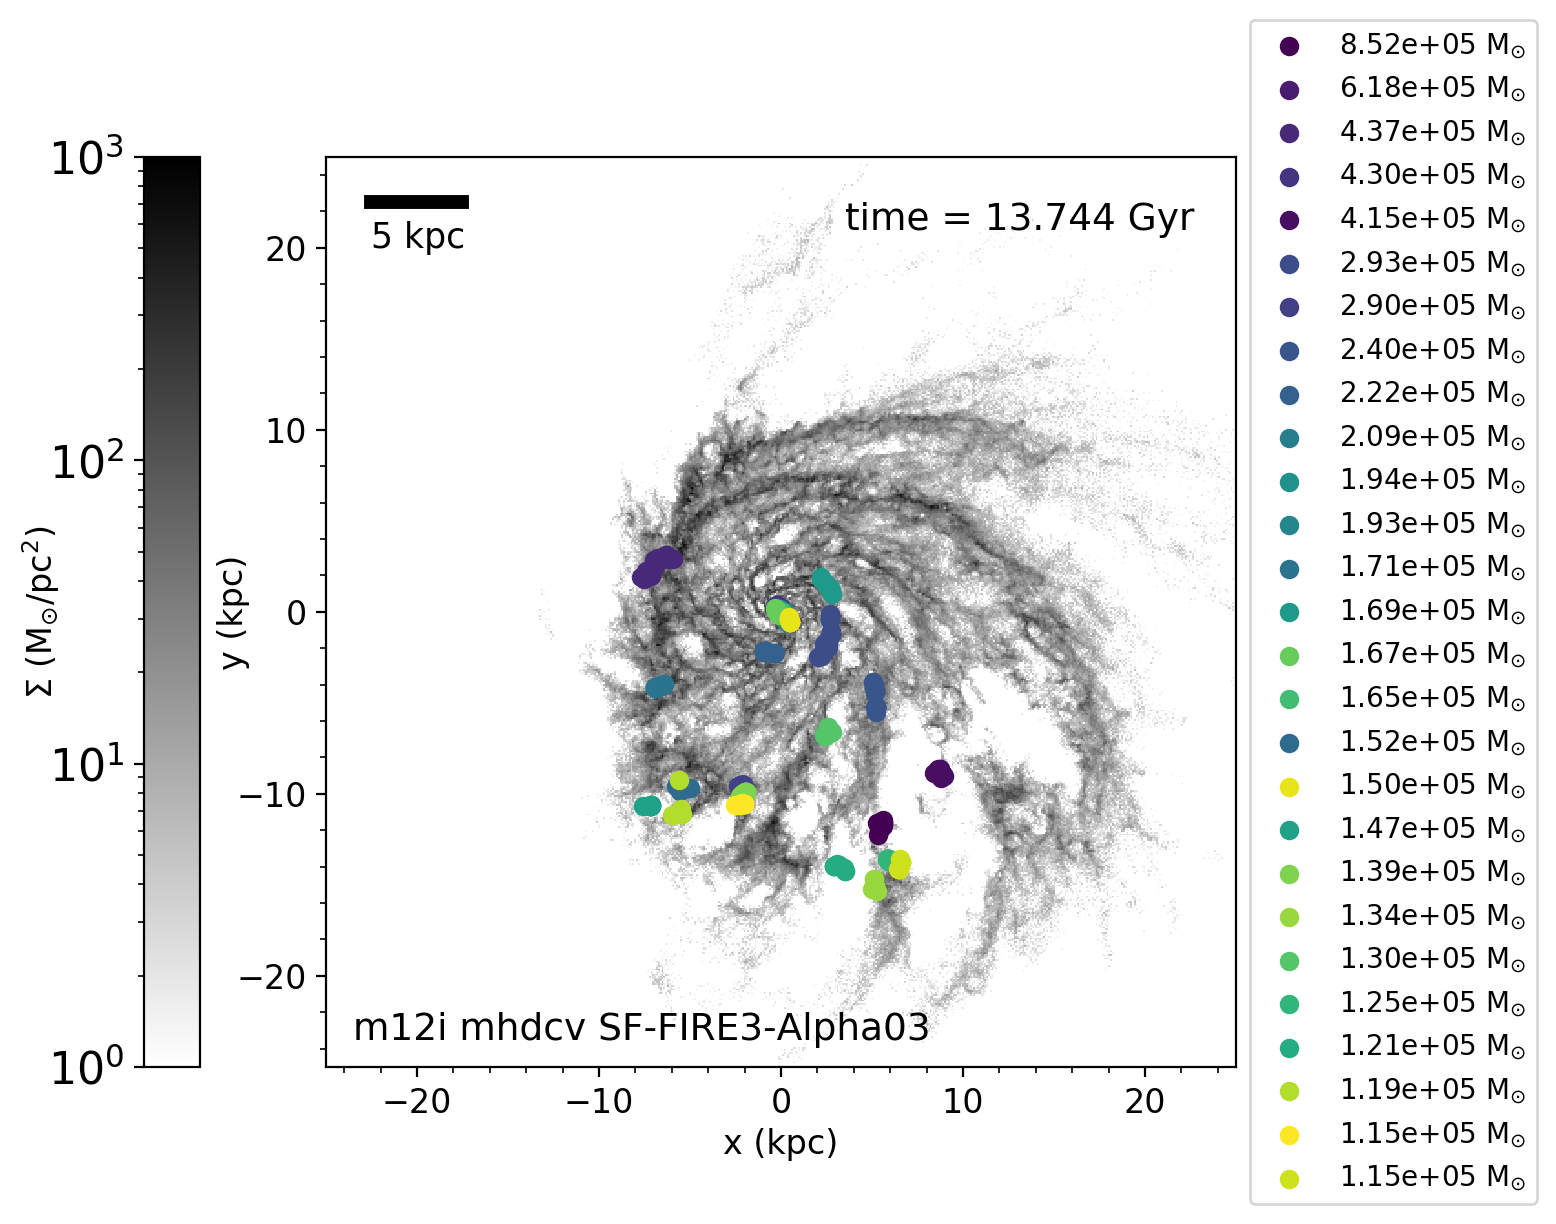 10³
10²
10¹
10⁰
Σ (M⊙/pc²)
y (kpc)
20
10
0
−10
−20
5 kpc
time = 13.744 Gyr
m12i mhdcv SF-FIRE3-Alpha03
−20 −10 0 10 20
x (kpc)
8.52e+05 M⊙
6.18e+05 M⊙
4.37e+05 M⊙
4.30e+05 M⊙
4.15e+05 M⊙
2.93e+05 M⊙
2.90e+05 M⊙
2.40e+05 M⊙
2.22e+05 M⊙
2.09e+05 M⊙
1.94e+05 M⊙
1.93e+05 M⊙
1.71e+05 M⊙
1.69e+05 M⊙
1.67e+05 M⊙
1.65e+05 M⊙
1.52e+05 M⊙
1.50e+05 M⊙
1.47e+05 M⊙
1.39e+05 M⊙
1.34e+05 M⊙
1.30e+05 M⊙
1.25e+05 M⊙
1.21e+05 M⊙
1.19e+05 M⊙
1.15e+05 M⊙
1.15e+05 M⊙